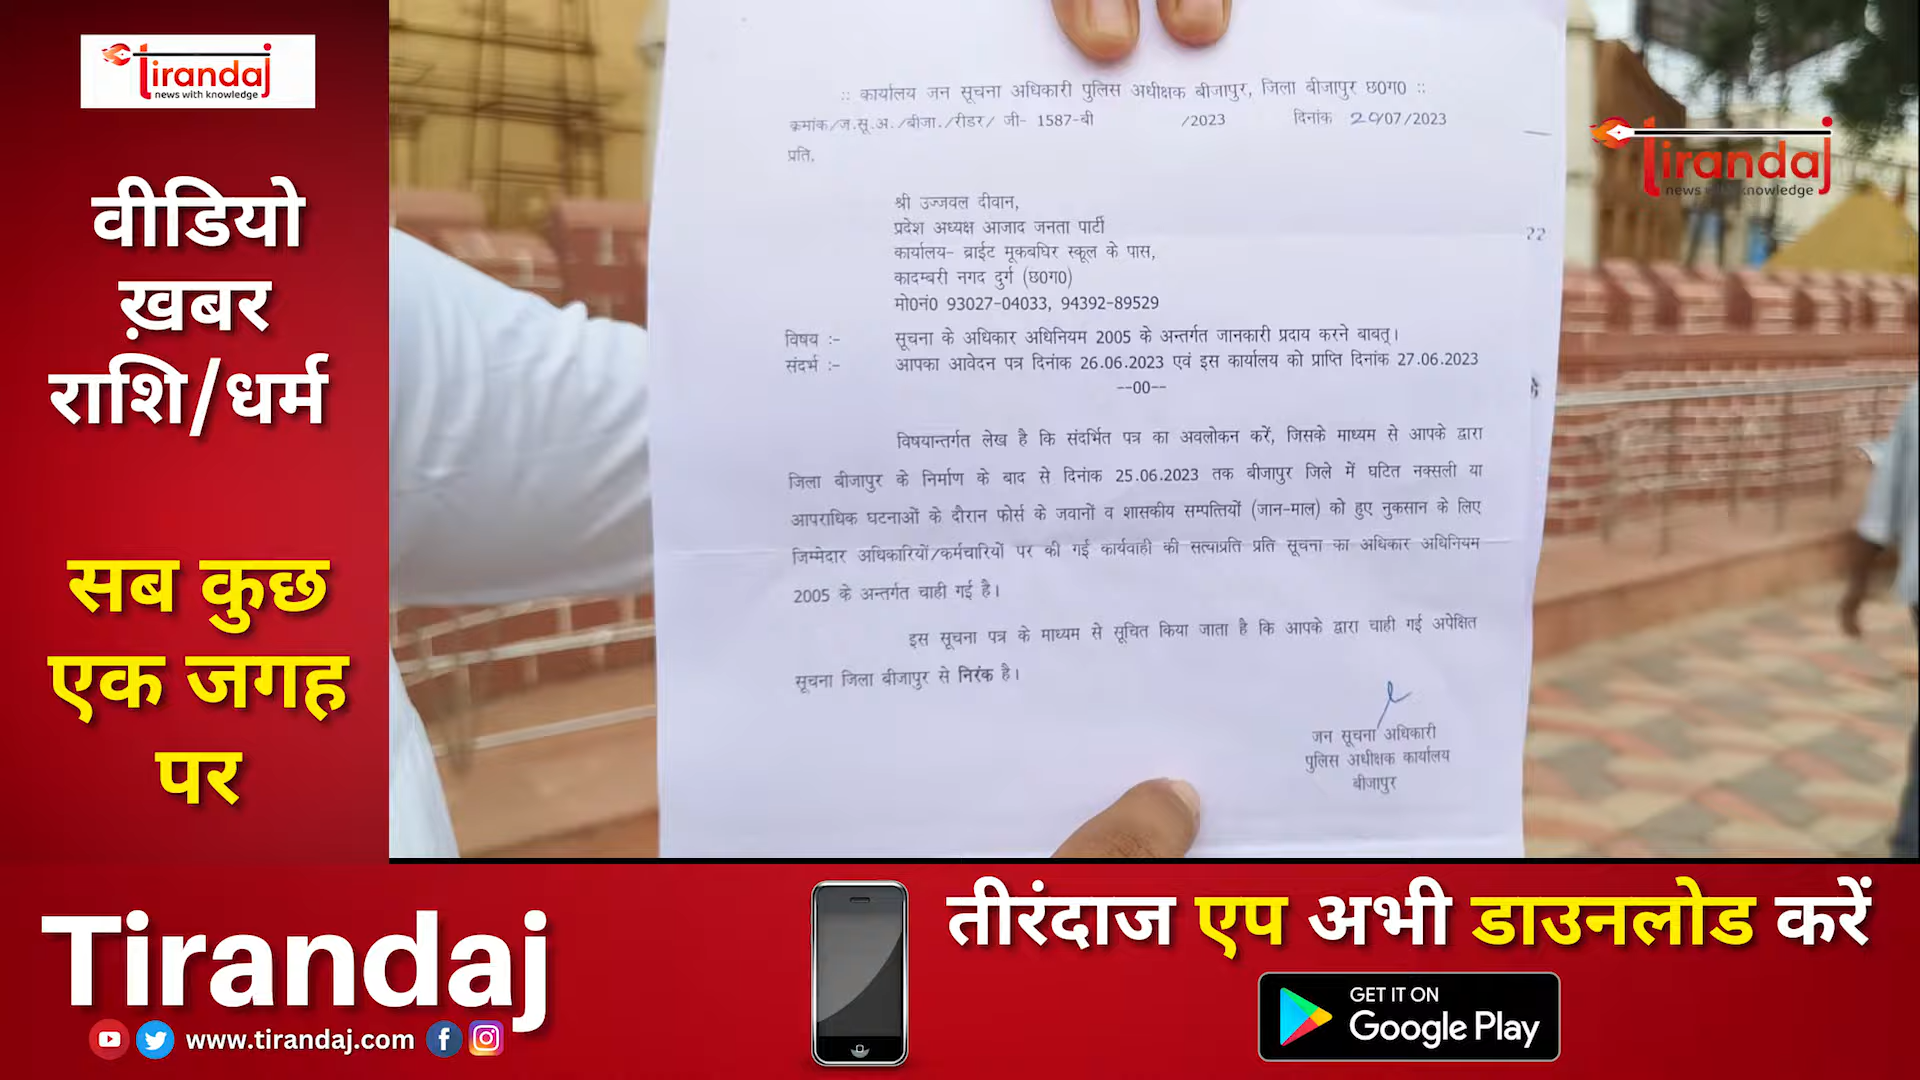 Tirandaj
news with knowledge
वीडियो
ख़बर
राशि/धर्म
सब कुछ
एक जगह
पर
:: कार्यालय जन सूचना अधिकारी पुलिस अधीक्षक बीजापुर, जिला बीजापुर छ0ग0 ::
क्रमांक/ज.सू.अ./बीजा./रीडर/ जी- 1587-बी /2023 दिनांक 20/07/2023
प्रति,
श्री उज्जवल दीवान,
प्रदेश अध्यक्ष आजाद जनता पार्टी
कार्यालय- ब्राईट मूकबघिर स्कूल के पास,
कादम्बरी नगद दुर्ग (छ0ग0)
मो0नं0 93027-04033, 94392-89529
विषय :- सूचना के अधिकार अधिनियम 2005 के अन्तर्गत जानकारी प्रदाय करने बाबत्।
संदर्भ :- आपका आवेदन पत्र दिनांक 26.06.2023 एवं इस कार्यालय को प्राप्ति दिनांक 27.06.2023
--00--
विषयान्तर्गत लेख है कि संदर्भित पत्र का अवलोकन करें, जिसके माध्यम से आपके द्वारा
जिला बीजापुर के निर्माण के बाद से दिनांक 25.06.2023 तक बीजापुर जिले में घटित नक्सली या
आपराधिक घटनाओं के दौरान फोर्स के जवानों व शासकीय सम्पत्तियों (जान-माल) को हुए नुकसान के लिए
जिम्मेदार अधिकारियों/कर्मचारियों पर की गई कार्यवाही की सत्याप्रति प्रति सूचना का अधिकार अधिनियम
2005 के अन्तर्गत चाही गई है।
इस सूचना पत्र के माध्यम से सूचित किया जाता है कि आपके द्वारा चाही गई अपेक्षित
सूचना जिला बीजापुर से निरंक है।
जन सूचना अधिकारी
पुलिस अधीक्षक कार्यालय
बीजापुर
Tirandaj
news with knowledge
Tirandaj
www.tirandaj.com
तीरंदाज एप अभी डाउनलोड करें
GET IT ON
Google Play